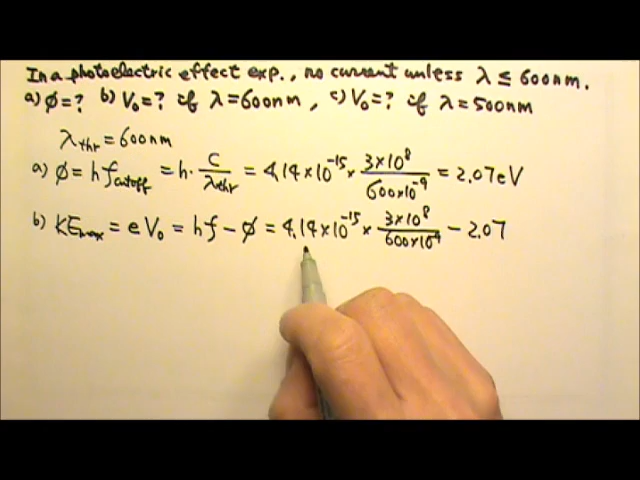 In a photoelectric effect exp., no current unless λ ≤ 600nm.
a) ϕ=? b) V₀=? if λ=600nm, c) V₀=? if λ=500nm
λthr = 600nm
a) ϕ = hfcutoff = h · c/λthr = 4.14×10⁻¹⁵ × 3×10⁸/600×10⁻⁹ = 2.07eV
b) KEmax = eV₀ = hf − ϕ = 4.14×10⁻¹⁵ × 3×10⁸/600×10⁻⁹ − 2.07